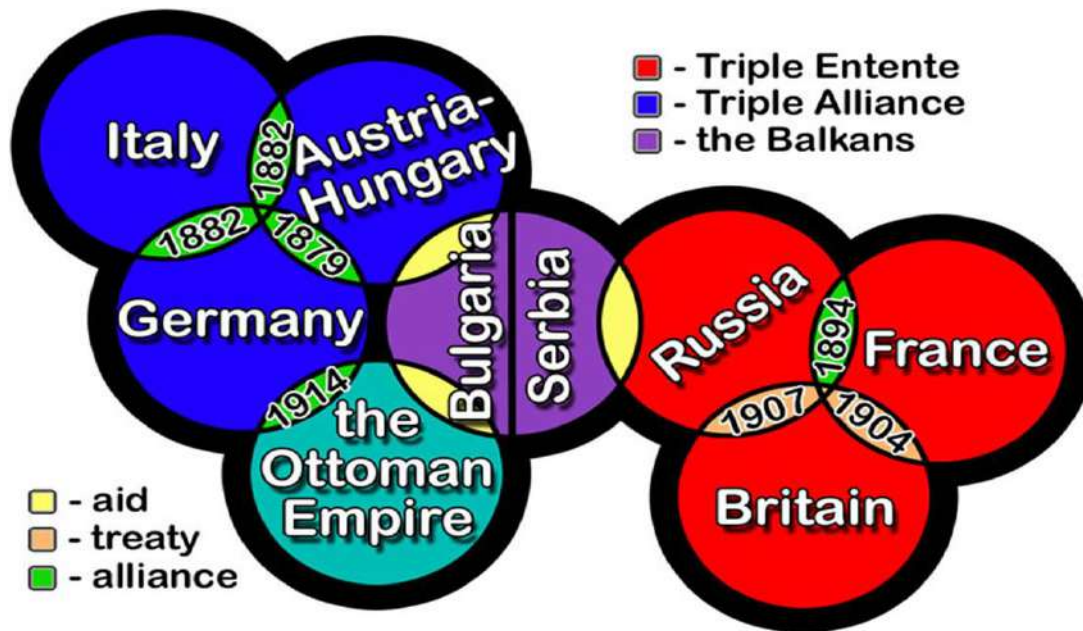 Italy
Austria-
Hungary
1882
1882
1879
Germany
1914
the
Ottoman
Empire
Bulgaria
Serbia
Russia
1894
France
1907
1904
Britain
- Triple Entente
- Triple Alliance
- the Balkans
- aid
- treaty
- alliance